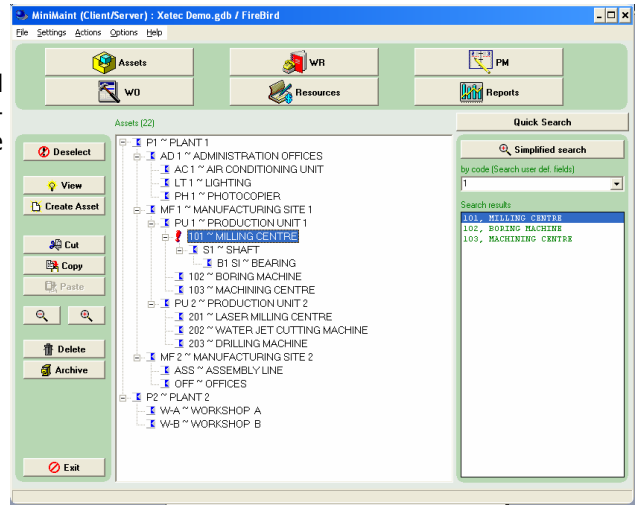 MiniMaint (Client/Server) : Xetec Demo.gdb / FireBird
File Settings Actions Options Help
Assets
WR
PM
WO
Resources
Reports
Assets (22)
Quick Search
Deselect
View
Create Asset
Cut
Copy
Paste
Delete
Archive
Exit
P1 ~ PLANT 1
AD 1 ~ ADMINISTRATION OFFICES
AC 1 ~ AIR CONDITIONING UNIT
LT 1 ~ LIGHTING
PH 1 ~ PHOTOCOPIER
MF 1 ~ MANUFACTURING SITE 1
PU 1 ~ PRODUCTION UNIT 1
101 ~ MILLING CENTRE
S1 ~ SHAFT
B1 SI ~ BEARING
102 ~ BORING MACHINE
103 ~ MACHINING CENTRE
PU 2 ~ PRODUCTION UNIT 2
201 ~ LASER MILLING CENTRE
202 ~ WATER JET CUTTING MACHINE
203 ~ DRILLING MACHINE
MF 2 ~ MANUFACTURING SITE 2
ASS ~ ASSEMBLY LINE
OFF ~ OFFICES
P2 ~ PLANT 2
W-A ~ WORKSHOP A
W-B ~ WORKSHOP B
Simplified search
by code (Search user def. fields)
1
Search results
101, MILLING CENTRE
102, BORING MACHINE
103, MACHINING CENTRE